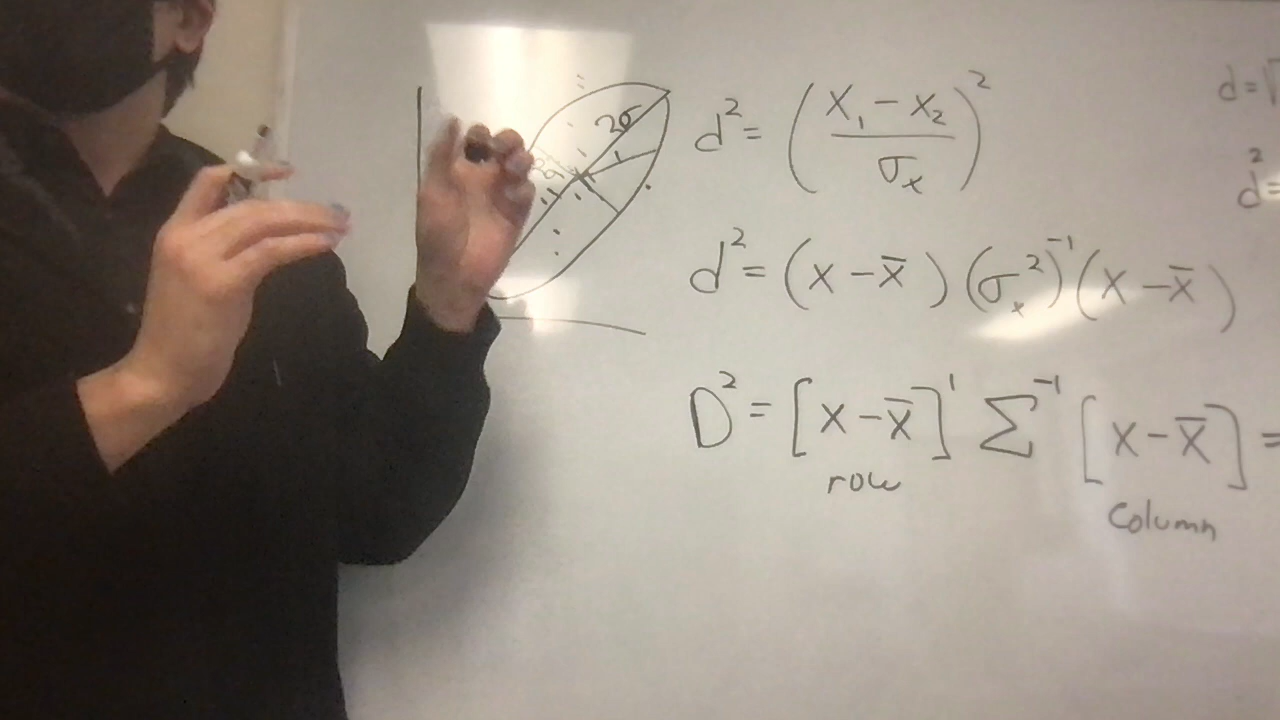 2σ
d² = (x₁ - x₂ / σₓ)²
d² = (x - x̄)(σₓ²)⁻¹(x - x̄)
D² = [x - x̄]' Σ⁻¹ [x - x̄] =
row
column
d = √
d² =